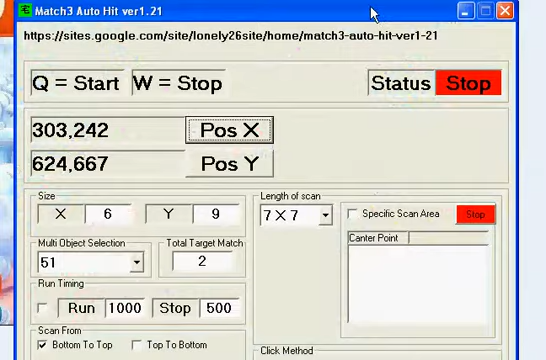 Match3 Auto Hit ver1.21
https://sites.google.com/site/lonely26site/home/match3-auto-hit-ver1-21
Q = Start W = Stop Status Stop
303,242 Pos X
624,667 Pos Y
Size
X 6 Y 9
Length of scan
7 X 7
Specific Scan Area Stop
Canter Point
Multi Object Selection
51
Total Target Match
2
Run Timing
Run 1000 Stop 500
Scan From
Bottom To Top Top To Bottom
Click Method